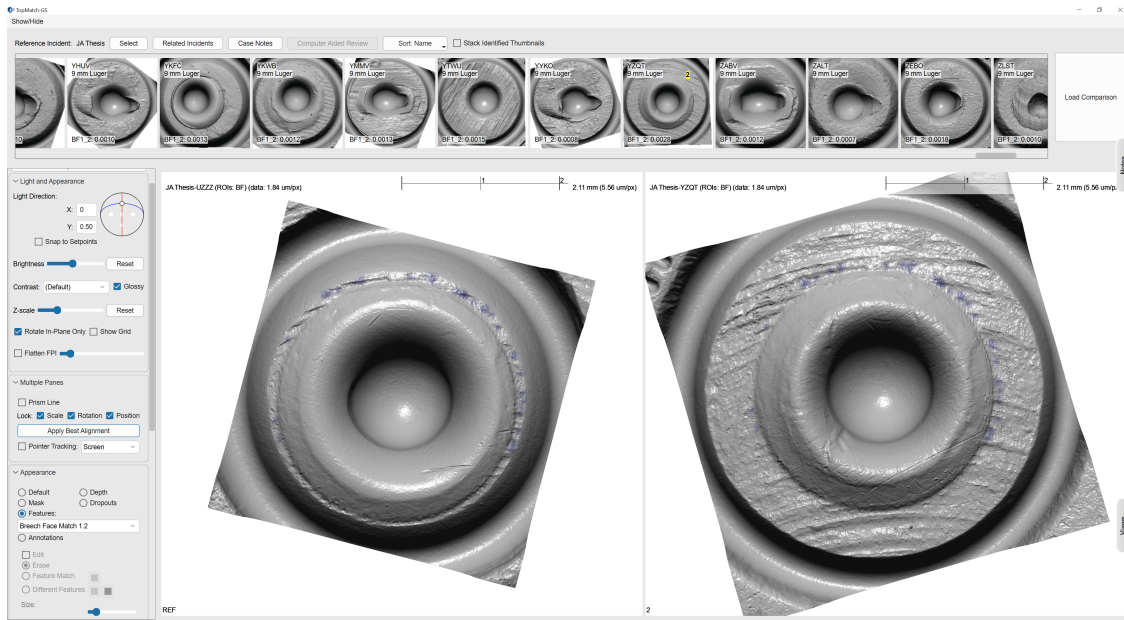 TopMatch-GS
Show/Hide
Reference Incident: JA Thesis Select Related Incidents Case Notes Computer Aided Review Sort: Name Stack Identified Thumbnails
YHUV YKFC YKWB YMMV YTWU YYKO YZQT ZABV ZALT ZEBO ZLST
9 mm Luger 9 mm Luger 9 mm Luger 9 mm Luger 9 mm Luger 9 mm Luger 9 mm Luger 2 9 mm Luger 9 mm Luger 9 mm Luger 9 mm Luger
10 BF1_2: 0.0010 BF1_2: 0.0013 BF1_2: 0.0012 BF1_2: 0.0013 BF1_2: 0.0015 BF1_2: 0.0008 BF1_2: 0.0028 BF1_2: 0.0012 BF1_2: 0.0007 BF1_2: 0.0018 BF1_2: 0.0010
Load Comparison
Notes
Light and Appearance
Light Direction:
X: 0
Y: 0.50
Snap to Setpoints
Brightness Reset
Contrast: (Default) Glossy
Z-scale Reset
Rotate In-Plane Only Show Grid
Flatten FPI
Multiple Panes
Prism Line
Lock: Scale Rotation Position
Apply Best Alignment
Pointer Tracking: Screen
Appearance
Default Depth
Mask Dropouts
Features:
Breech Face Match 1.2
Annotations
Edit
Erase
Feature Match
Different Features
Size:
JA Thesis-UZZZ (ROIs: BF) (data: 1.84 um/px) 1 2 2.11 mm (5.56 um/px)
REF
JA Thesis-YZQT (ROIs: BF) (data: 1.84 um/px) 1 2 2.11 mm (5.56 um/p
2
Views